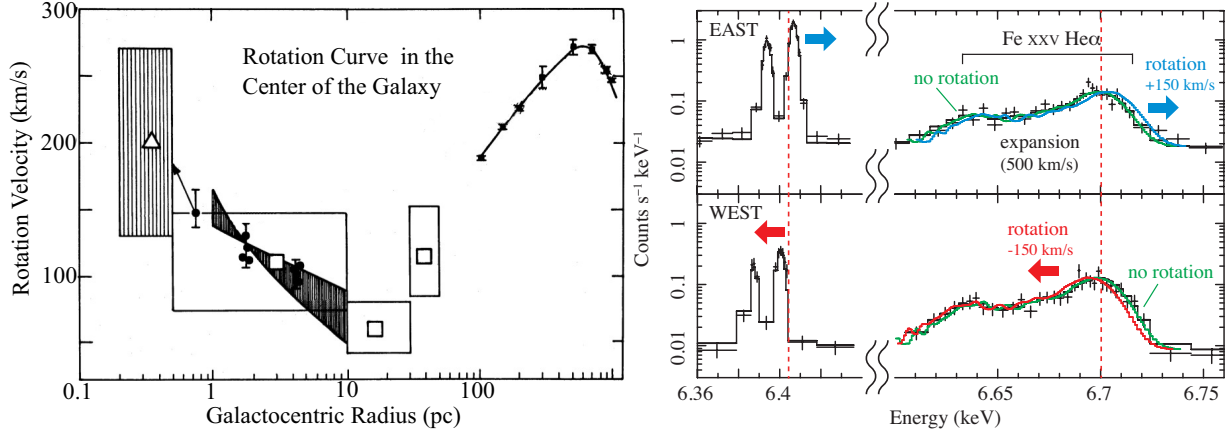 Rotation Curve in the
Center of the Galaxy
Rotation Velocity (km/s)
300
200
100
0
0.1
1
10
100
Galactocentric Radius (pc)
EAST
Fe XXV Heα
no rotation
rotation
+150 km/s
expansion
(500 km/s)
1
0.1
0.01
Counts s⁻¹ keV⁻¹
WEST
rotation
-150 km/s
no rotation
1
0.1
0.01
6.36
6.4
6.65
6.7
6.75
Energy (keV)